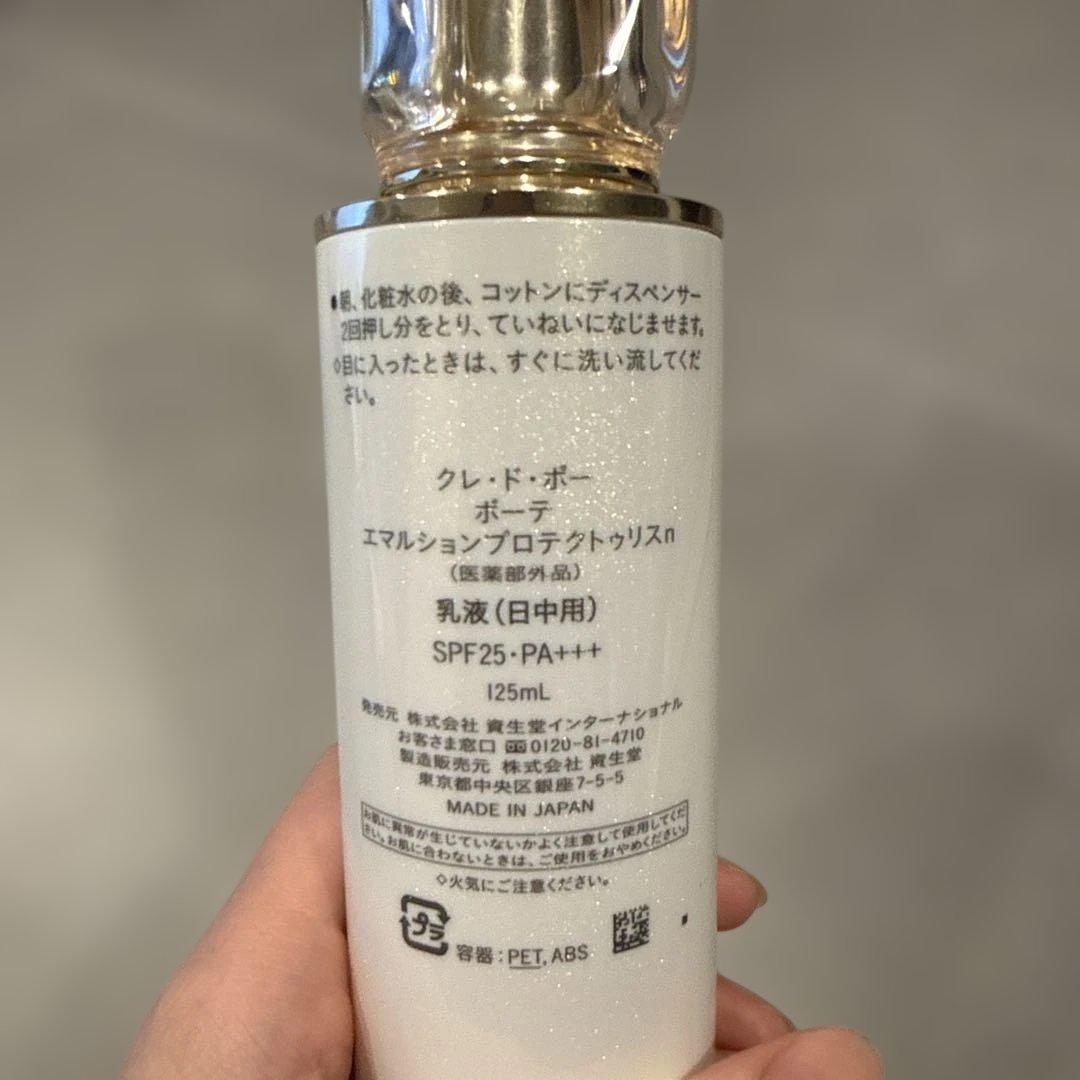 ●朝、化粧水の後、コットンにディスペンサー
2回押し分をとり、ていねいになじませます。
◇目に入ったときは、すぐに洗い流してくだ
さい。
クレ・ド・ポー
ボーテ
エマルションプロテクトゥリスn
（医薬部外品）
乳液（日中用）
SPF25・PA+++
125mL
発売元 株式会社 資生堂インターナショナル
お客さま窓口 0120-81-4710
製造販売元 株式会社 資生堂
東京都中央区銀座7-5-5
MADE IN JAPAN
お肌に異常が生じていないかよく注意して使用してくだ
さい。お肌に合わないときは、ご使用をおやめください。
◇火気にご注意ください。
プラ
容器：PET, ABS